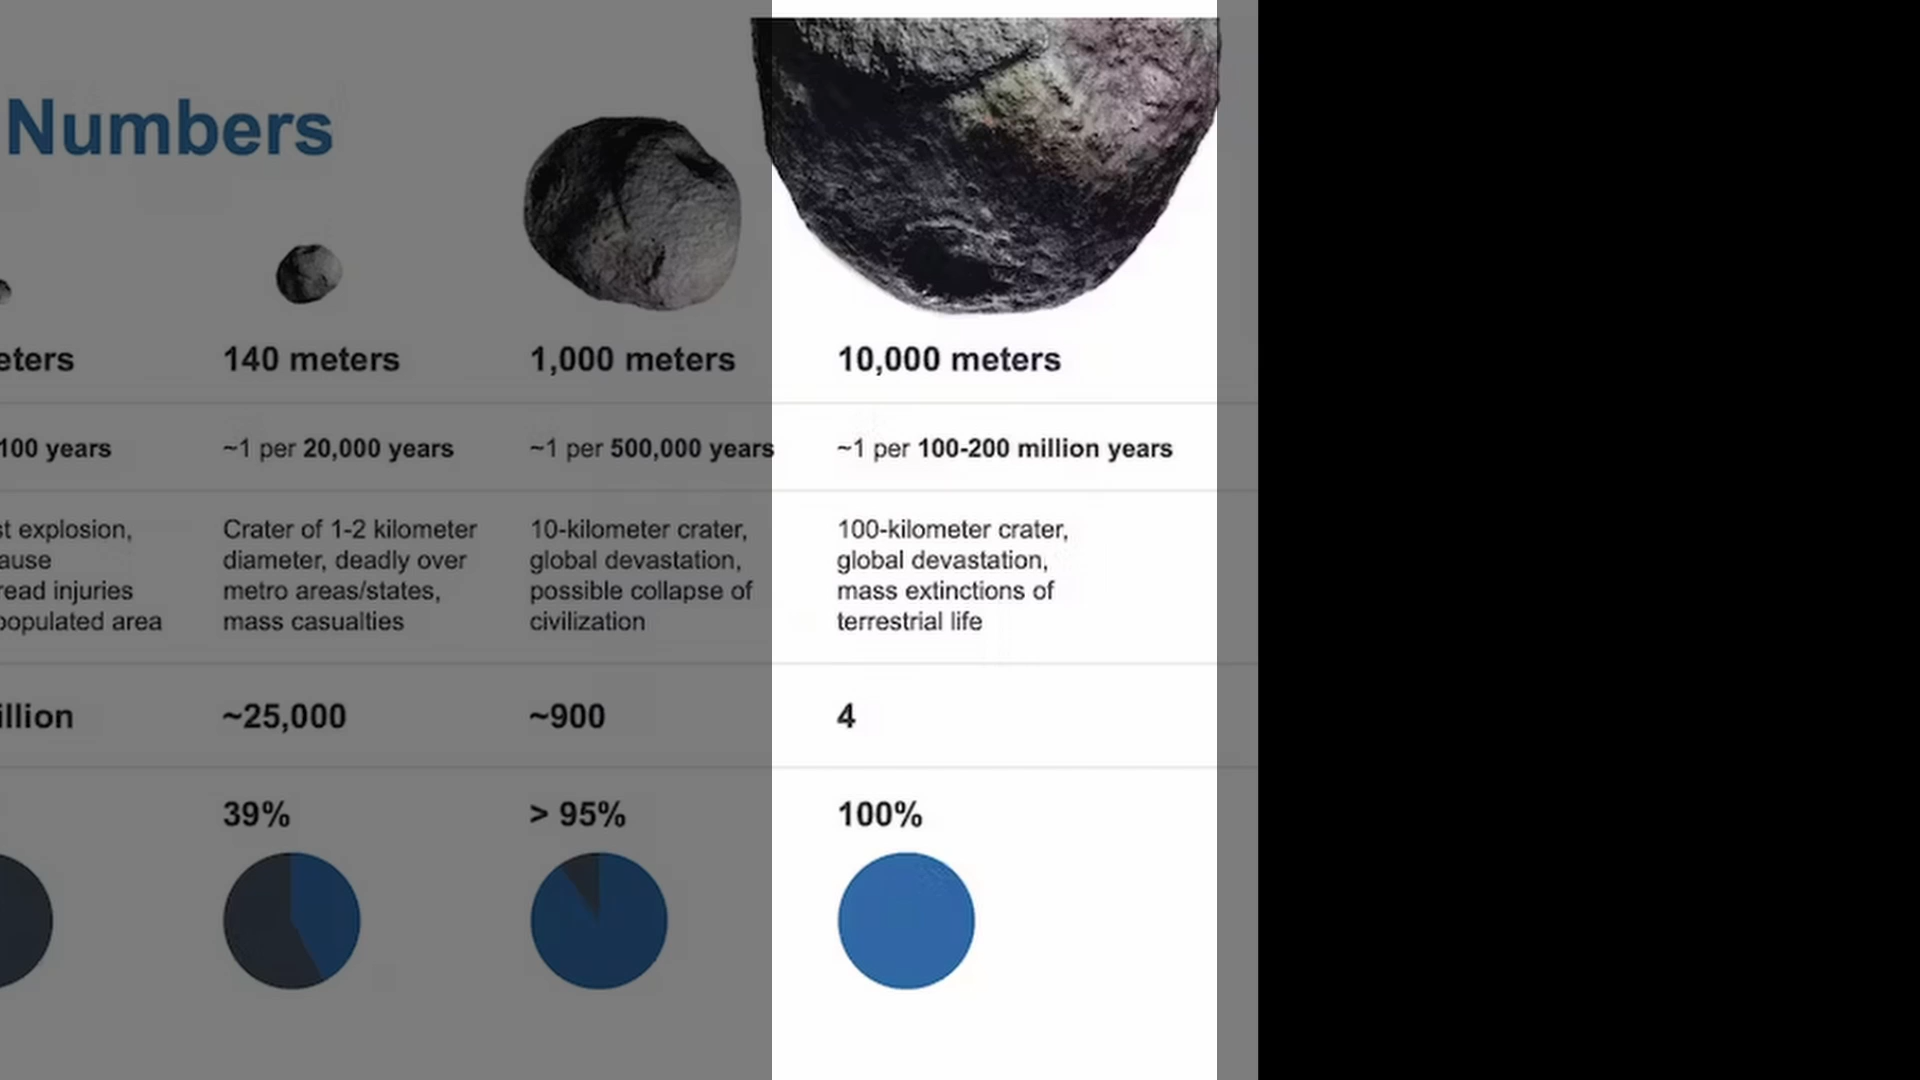 Numbers
eters
140 meters
1,000 meters
10,000 meters
100 years
~1 per 20,000 years
~1 per 500,000 years
~1 per 100-200 million years
st explosion,
ause
read injuries
populated area
Crater of 1-2 kilometer
diameter, deadly over
metro areas/states,
mass casualties
10-kilometer crater,
global devastation,
possible collapse of
civilization
100-kilometer crater,
global devastation,
mass extinctions of
terrestrial life
illion
~25,000
~900
4
39%
> 95%
100%